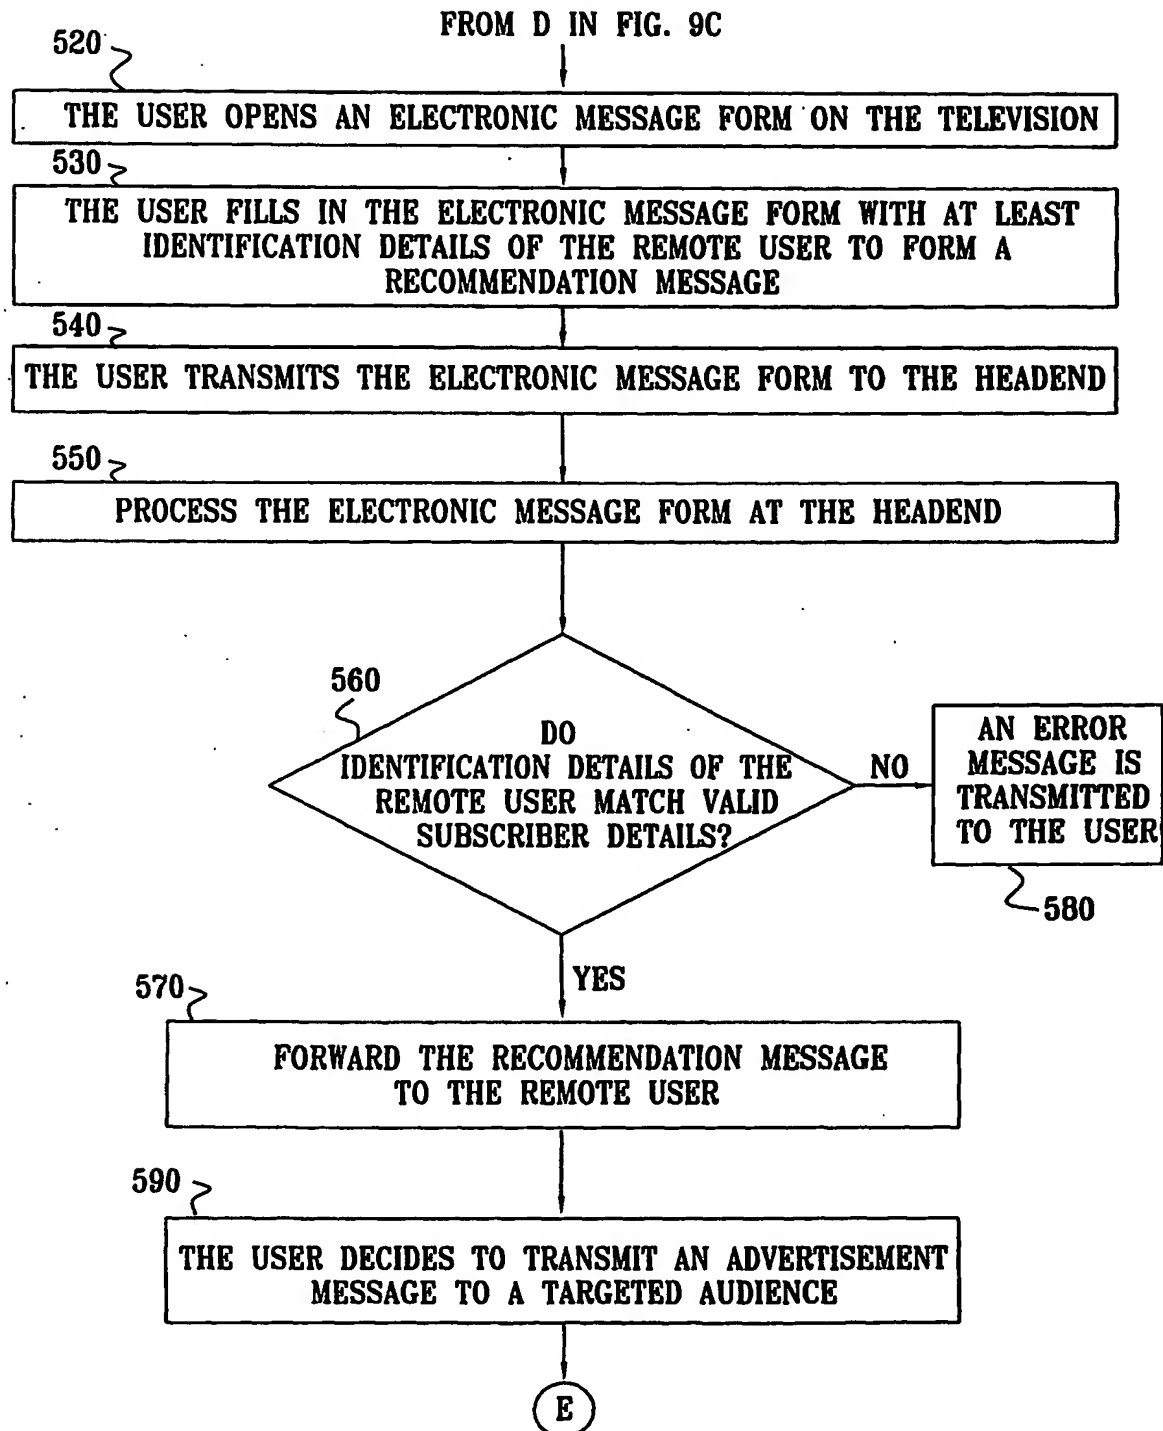 FROM D IN FIG. 9C
520
THE USER OPENS AN ELECTRONIC MESSAGE FORM ON THE TELEVISION
530
THE USER FILLS IN THE ELECTRONIC MESSAGE FORM WITH AT LEAST
IDENTIFICATION DETAILS OF THE REMOTE USER TO FORM A
RECOMMENDATION MESSAGE
540
THE USER TRANSMITS THE ELECTRONIC MESSAGE FORM TO THE HEADEND
550
PROCESS THE ELECTRONIC MESSAGE FORM AT THE HEADEND
560
DO
IDENTIFICATION DETAILS OF THE
REMOTE USER MATCH VALID
SUBSCRIBER DETAILS?
NO
AN ERROR
MESSAGE IS
TRANSMITTED
TO THE USER
580
YES
570
FORWARD THE RECOMMENDATION MESSAGE
TO THE REMOTE USER
590
THE USER DECIDES TO TRANSMIT AN ADVERTISEMENT
MESSAGE TO A TARGETED AUDIENCE
E